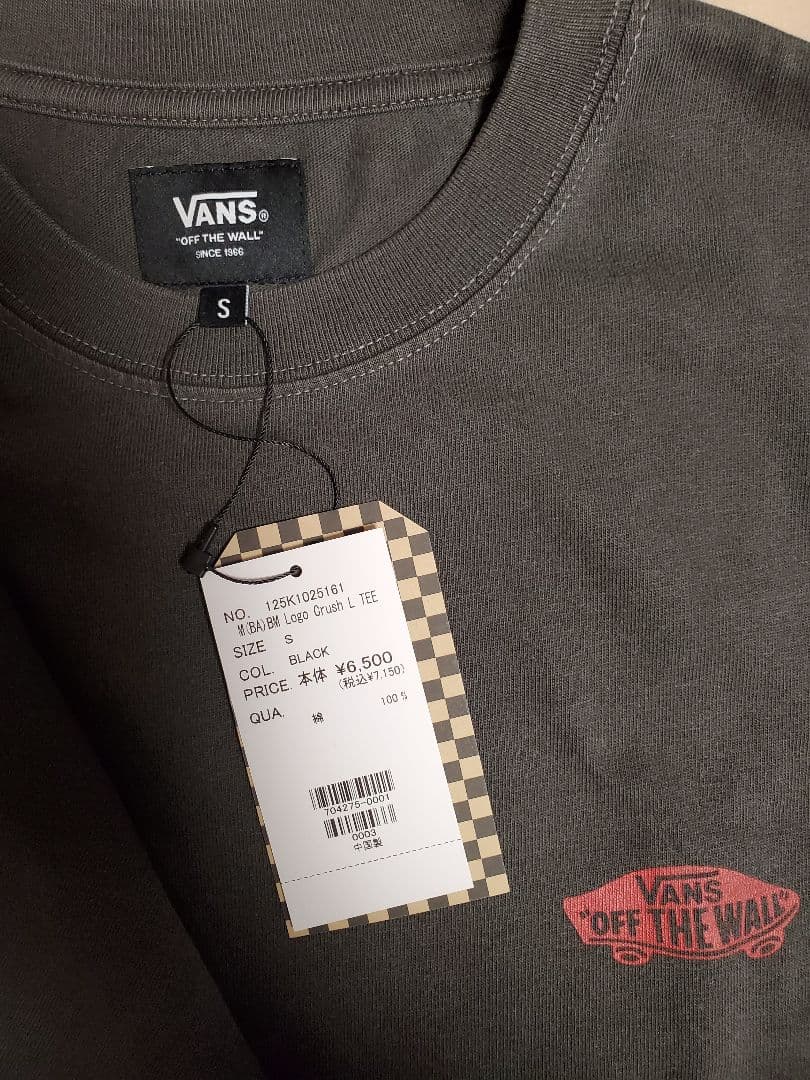 VANS®
"OFF THE WALL"
SINCE 1966
S
NO. 125K1025161
M(BA)BM Logo Crush L TEE
SIZE S
COL. BLACK
PRICE. 本体 ¥6,500
(税込¥7,150)
QUA. 綿 100%
704275-0001
0003
中国製
VANS
"OFF THE WALL"